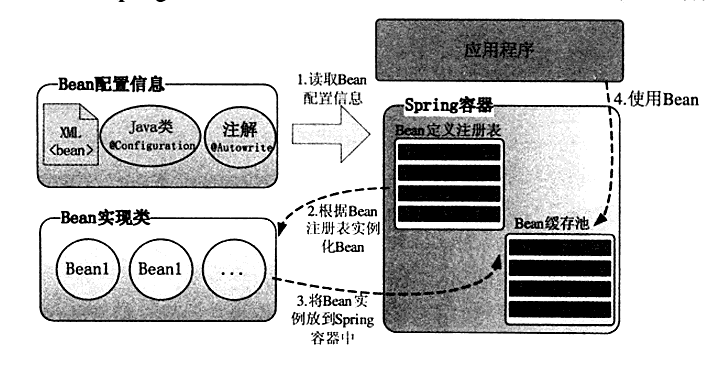 应用程序
Bean配置信息
1.读取Bean
配置信息
Spring容器
4.使用Bean
XML
<bean>
Java类
@Configuration
注解
@Autowrite
Bean定义注册表
Bean实现类
2.根据Bean
注册表实例
化Bean
Bean缓存池
Bean1
Bean1
...
3.将Bean实
例放到Spring
容器中